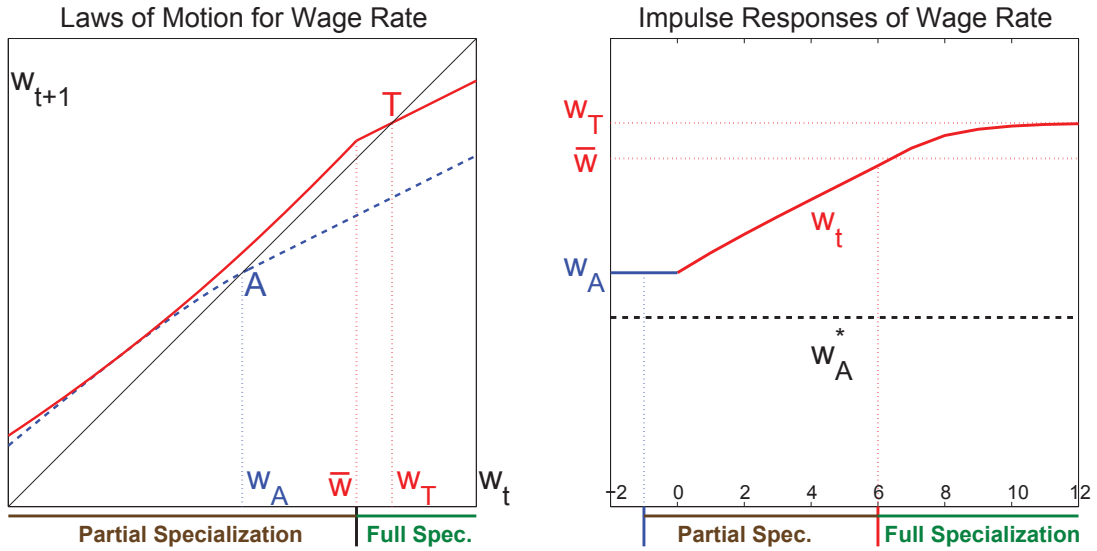 Laws of Motion for Wage Rate
w_{t+1}
T
A
w_A
w̅
w_T
w_t
Partial Specialization
Full Spec.
Impulse Responses of Wage Rate
w_T
w̅
w_t
w_A
w_A^*
−2 0 2 4 6 8 10 12
Partial Spec.
Full Specialization